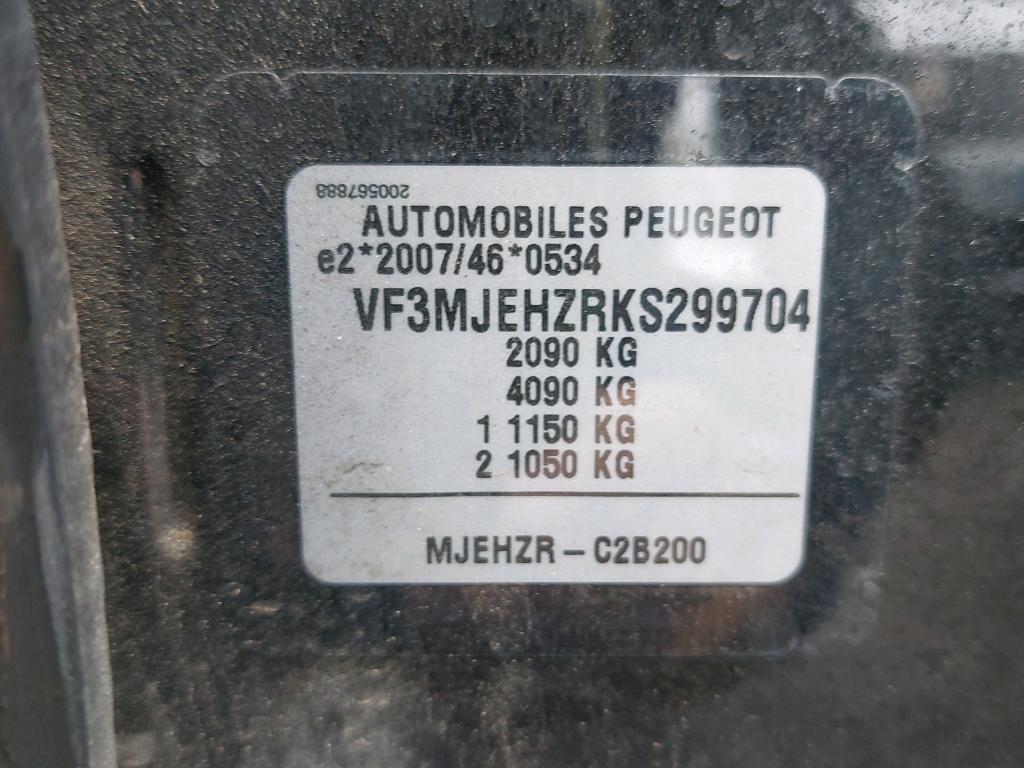 200567888
AUTOMOBILES PEUGEOT
e2*2007/46*0534
VF3MJEHZRKS299704
2090 KG
4090 KG
1 1150 KG
2 1050 KG
MJEHZR – C2B200